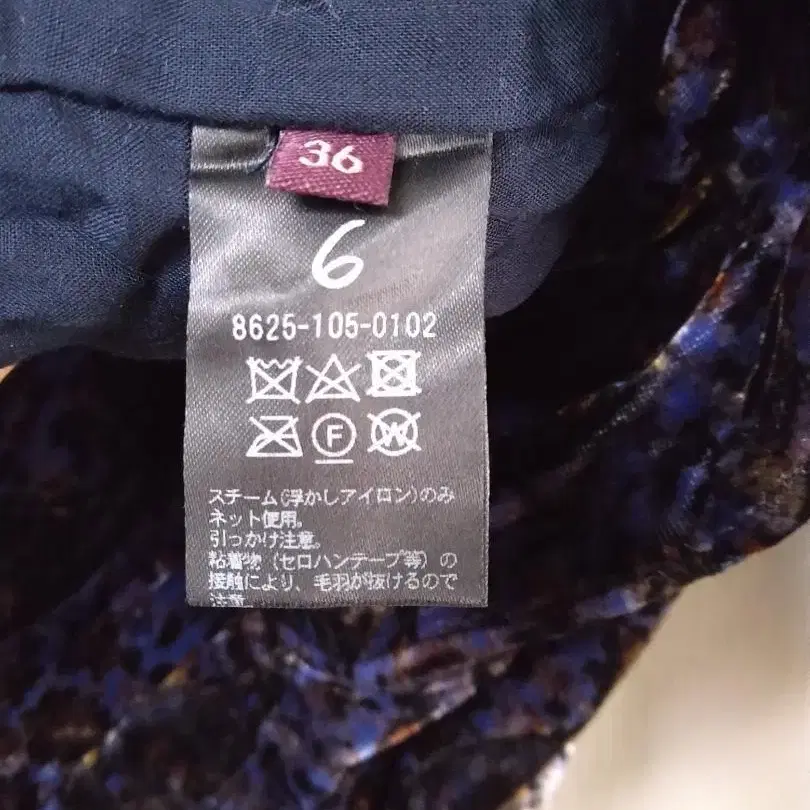 36
6
8625-105-0102
F
W
スチーム(浮かしアイロン)のみ
ネット使用。
引っかけ注意。
粘着物(セロハンテープ等)の
接触により、毛羽が抜けるので
注意